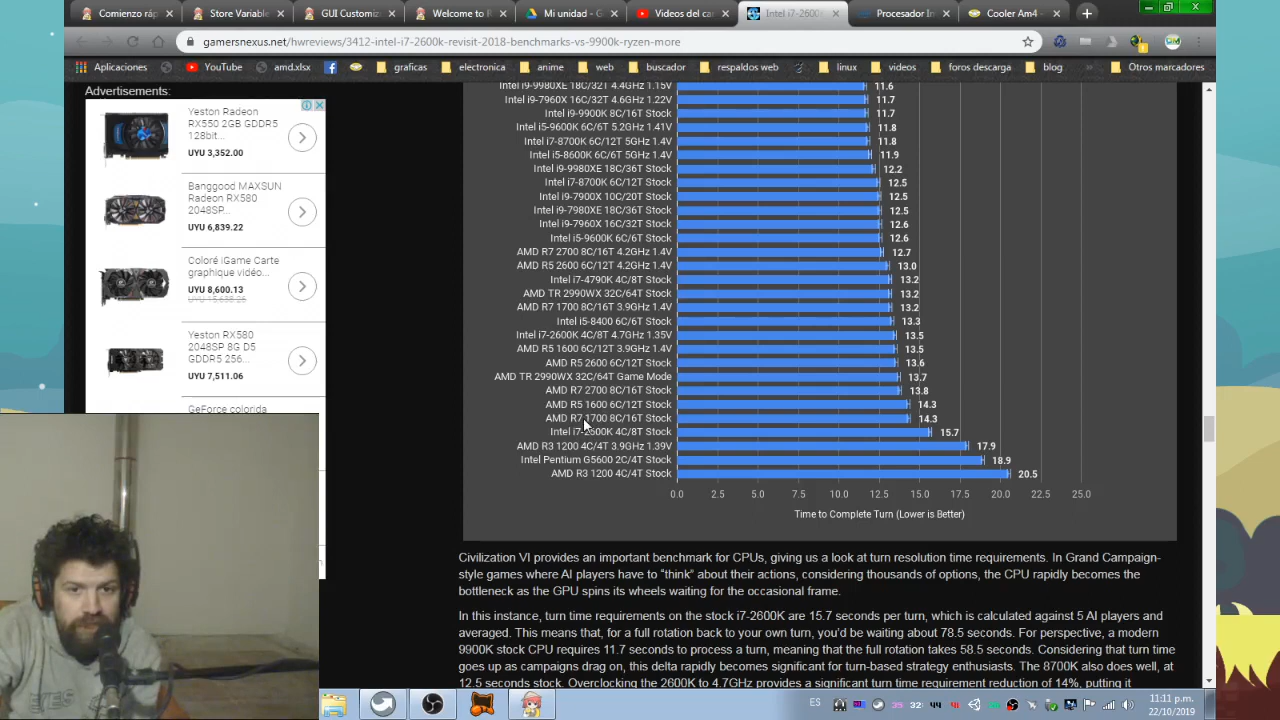 Comienzo ráp
Store Variable
GUI Customiz
Welcome to R
Mi unidad - G
Videos del ca
Intel i7-2600
Procesador In
Cooler Am4
gamersnexus.net/hwreviews/3412-intel-i7-2600k-revisit-2018-benchmarks-vs-9900k-ryzen-more
Aplicaciones
YouTube
amd.xlsx
graficas
electronica
anime
web
buscador
respaldo web
linux
videos
foros descarga
blog
»
Otros marcadores
Advertisements:
Yeston Radeon
RX550 2GB GDDR5
128bit...
UYU 3,352.00
Banggood MAXSUN
Radeon RX580
2048SP...
UYU 6,839.22
Coloré iGame Carte
graphique vidéo...
UYU 8,600.13
Yeston RX580
2048SP 8G D5
GDDR5 256...
UYU 7,511.06
GeForce colorida
Intel i9-9980XE 18C/32T 4.4GHz 1.15V 11.6
Intel i9-7960X 16C/32T 4.6GHz 1.22V 11.7
Intel i9-9900K 8C/16T Stock 11.7
Intel i5-9600K 6C/6T 5.2GHz 1.41V 11.8
Intel i7-8700K 6C/12T 5GHz 1.4V 11.8
Intel i5-8600K 6C/6T 5GHz 1.4V 11.9
Intel i9-9980XE 18C/36T Stock 12.2
Intel i7-8700K 6C/12T Stock 12.5
Intel i9-7900X 10C/20T Stock 12.5
Intel i9-7980XE 18C/36T Stock 12.5
Intel i9-7960X 16C/32T Stock 12.6
Intel i5-9600K 6C/6T Stock 12.6
AMD R7 2700 8C/16T 4.2GHz 1.4V 12.7
AMD R5 2600 6C/12T 4.2GHz 1.4V 13.0
Intel i7-4790K 4C/8T Stock 13.2
AMD TR 2990WX 32C/64T Stock 13.2
AMD R7 1700 8C/16T 3.9GHz 1.4V 13.2
Intel i5-8400 6C/6T Stock 13.3
Intel i7-2600K 4C/8T 4.7GHz 1.35V 13.5
AMD R5 1600 6C/12T 3.9GHz 1.4V 13.5
AMD R5 2600 6C/12T Stock 13.6
AMD TR 2990WX 32C/64T Game Mode 13.7
AMD R7 2700 8C/16T Stock 13.8
AMD R5 1600 6C/12T Stock 14.3
AMD R7 1700 8C/16T Stock 14.3
Intel i7-2600K 4C/8T Stock 15.7
AMD R3 1200 4C/4T 3.9GHz 1.39V 17.9
Intel Pentium G5600 2C/4T Stock 18.9
AMD R3 1200 4C/4T Stock 20.5
0.0 2.5 5.0 7.5 10.0 12.5 15.0 17.5 20.0 22.5 25.0
Time to Complete Turn (Lower is Better)
Civilization VI provides an important benchmark for CPUs, giving us a look at turn resolution time requirements. In Grand Campaign-
style games where AI players have to “think” about their actions, considering thousands of options, the CPU rapidly becomes the
bottleneck as the GPU spins its wheels waiting for the occasional frame.
In this instance, turn time requirements on the stock i7-2600K are 15.7 seconds per turn, which is calculated against 5 AI players and
averaged. This means that, for a full rotation back to your own turn, you’d be waiting about 78.5 seconds. For perspective, a modern
9900K stock CPU requires 11.7 seconds to process a turn, meaning that the full rotation takes 58.5 seconds. Considering that turn time
goes up as campaigns drag on, this delta rapidly becomes significant for turn-based strategy enthusiasts. The 8700K also does well, at
12.5 seconds stock. Overclocking the 2600K to 4.7GHz provides a significant turn time requirement reduction of 14%, putting it
ES
35
32
44
41
11:11 p.m.
22/10/2019